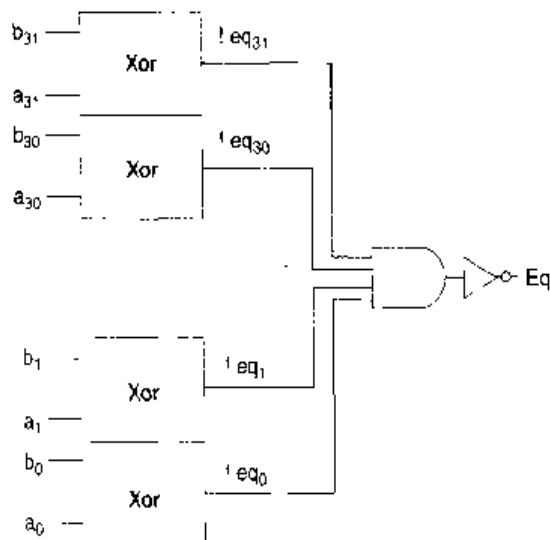 b31
! eq31
Xor
a31
b30
! eq30
Xor
a30
Eq
b1
! eq1
Xor
a1
b0
! eq0
Xor
a0